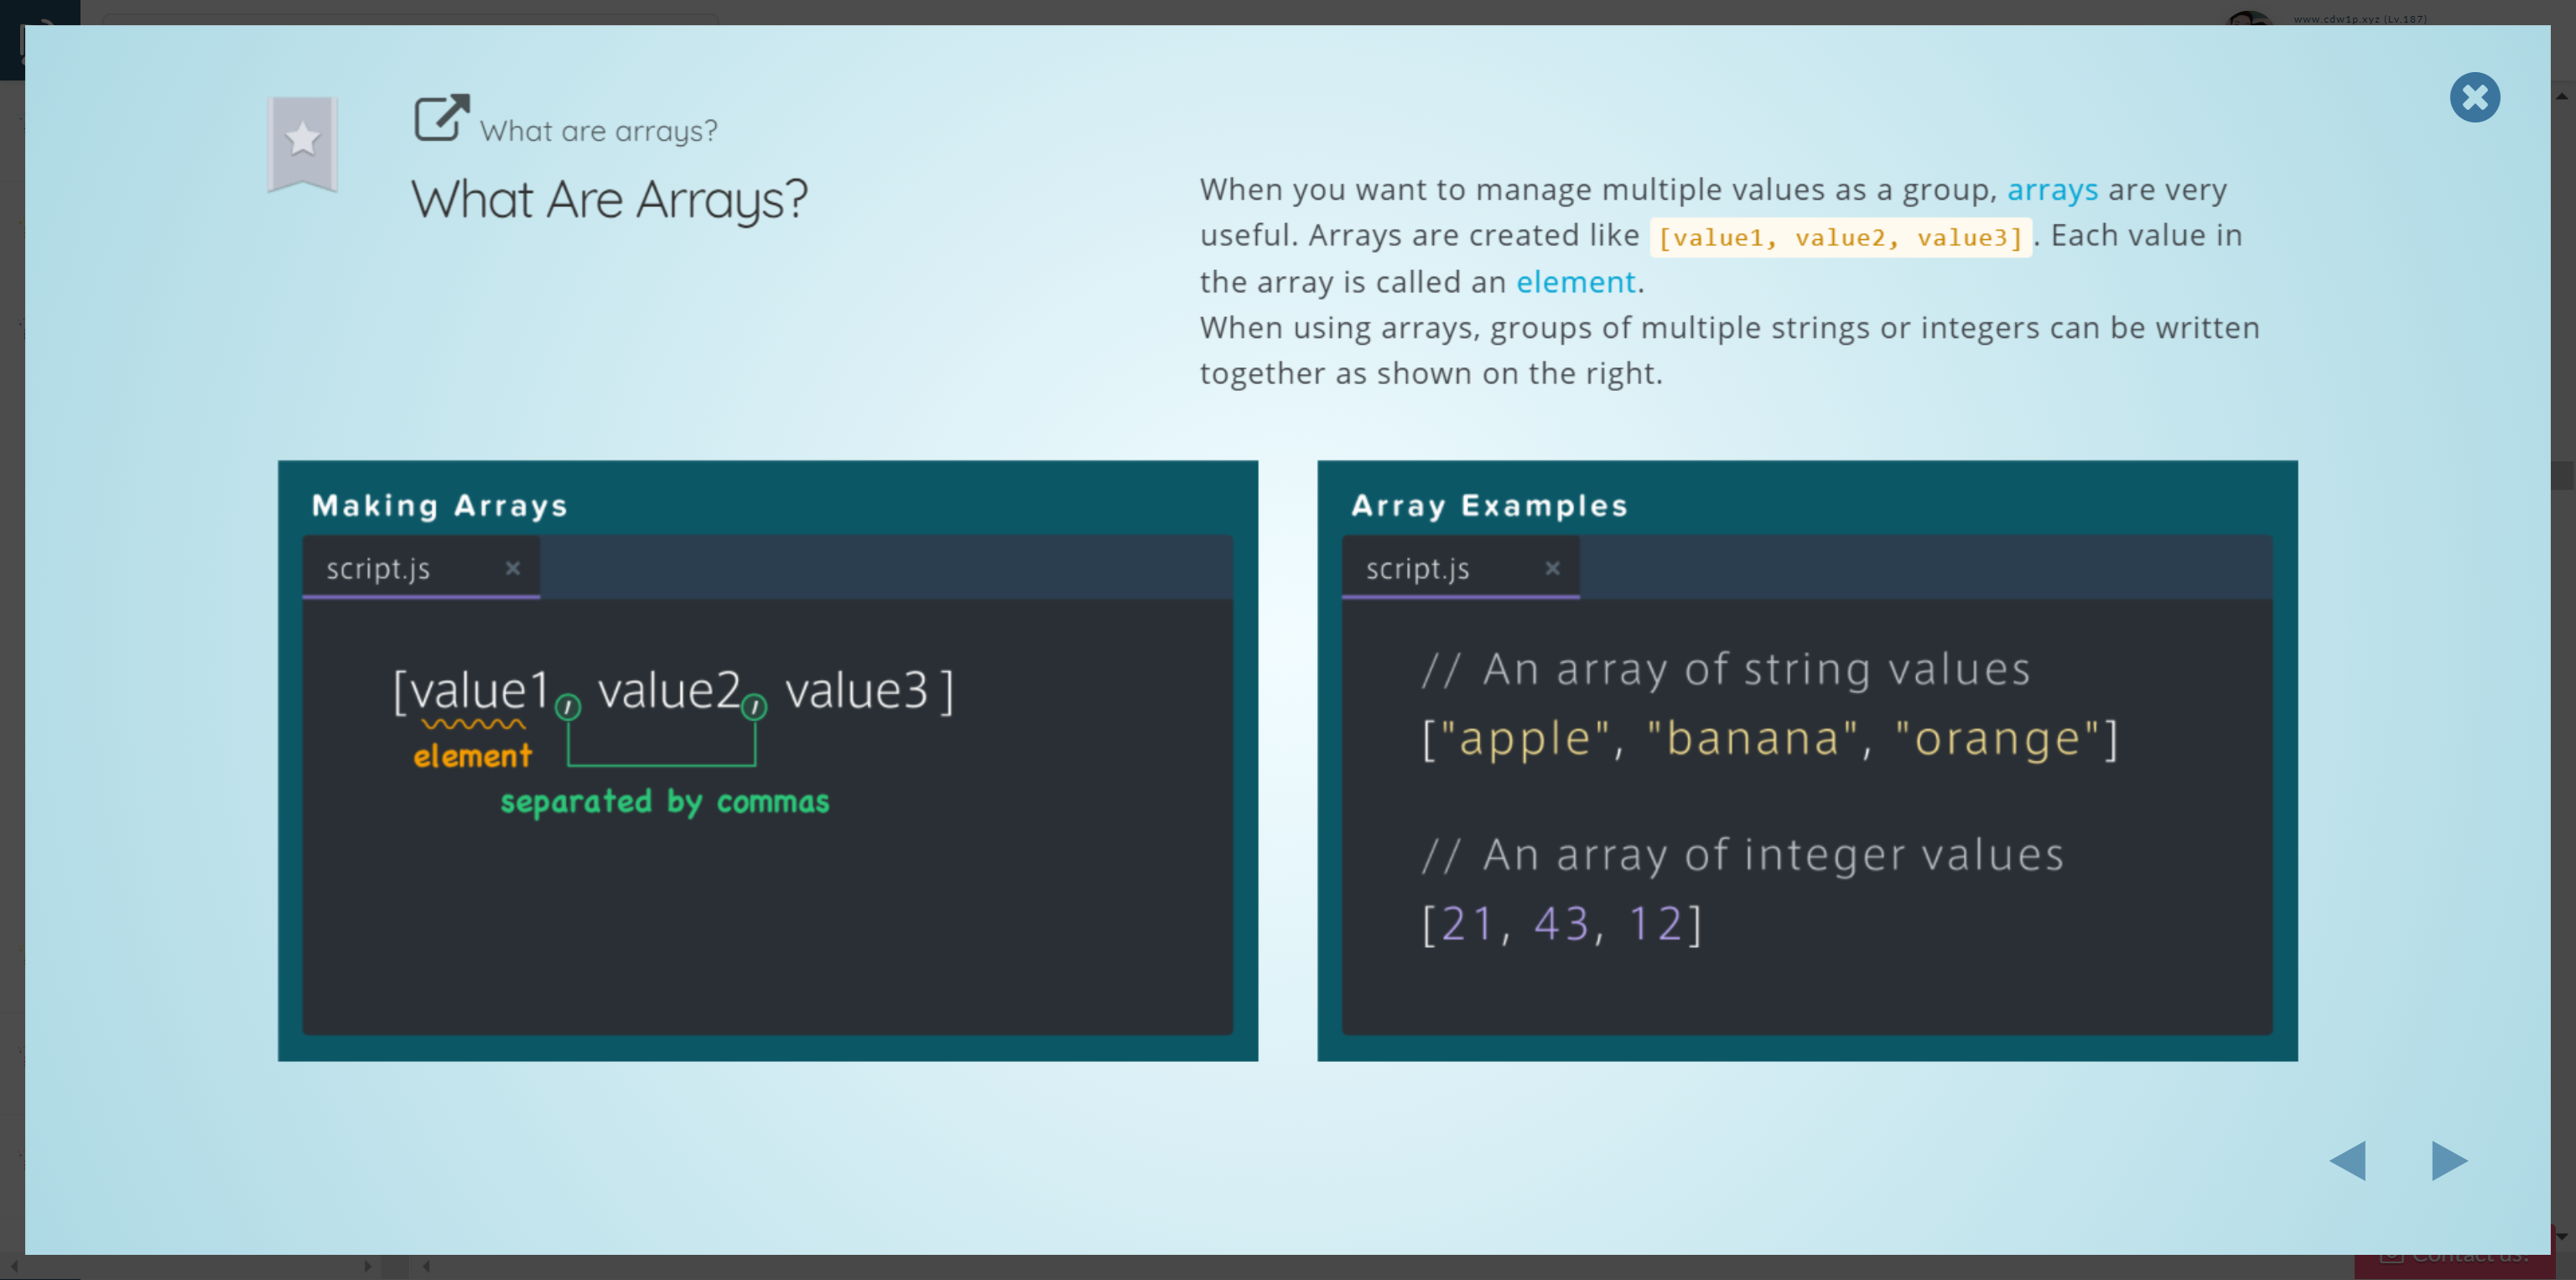 www.cdw1p.xyz (Lv.187)
What are arrays?
What Are Arrays?
When you want to manage multiple values as a group, arrays are very
useful. Arrays are created like [value1, value2, value3]. Each value in
the array is called an element.
When using arrays, groups of multiple strings or integers can be written
together as shown on the right.
Making Arrays
script.js ×
[value1, value2, value3]
element
separated by commas
Array Examples
script.js ×
// An array of string values
["apple", "banana", "orange"]
// An array of integer values
[21, 43, 12]
Contact us!